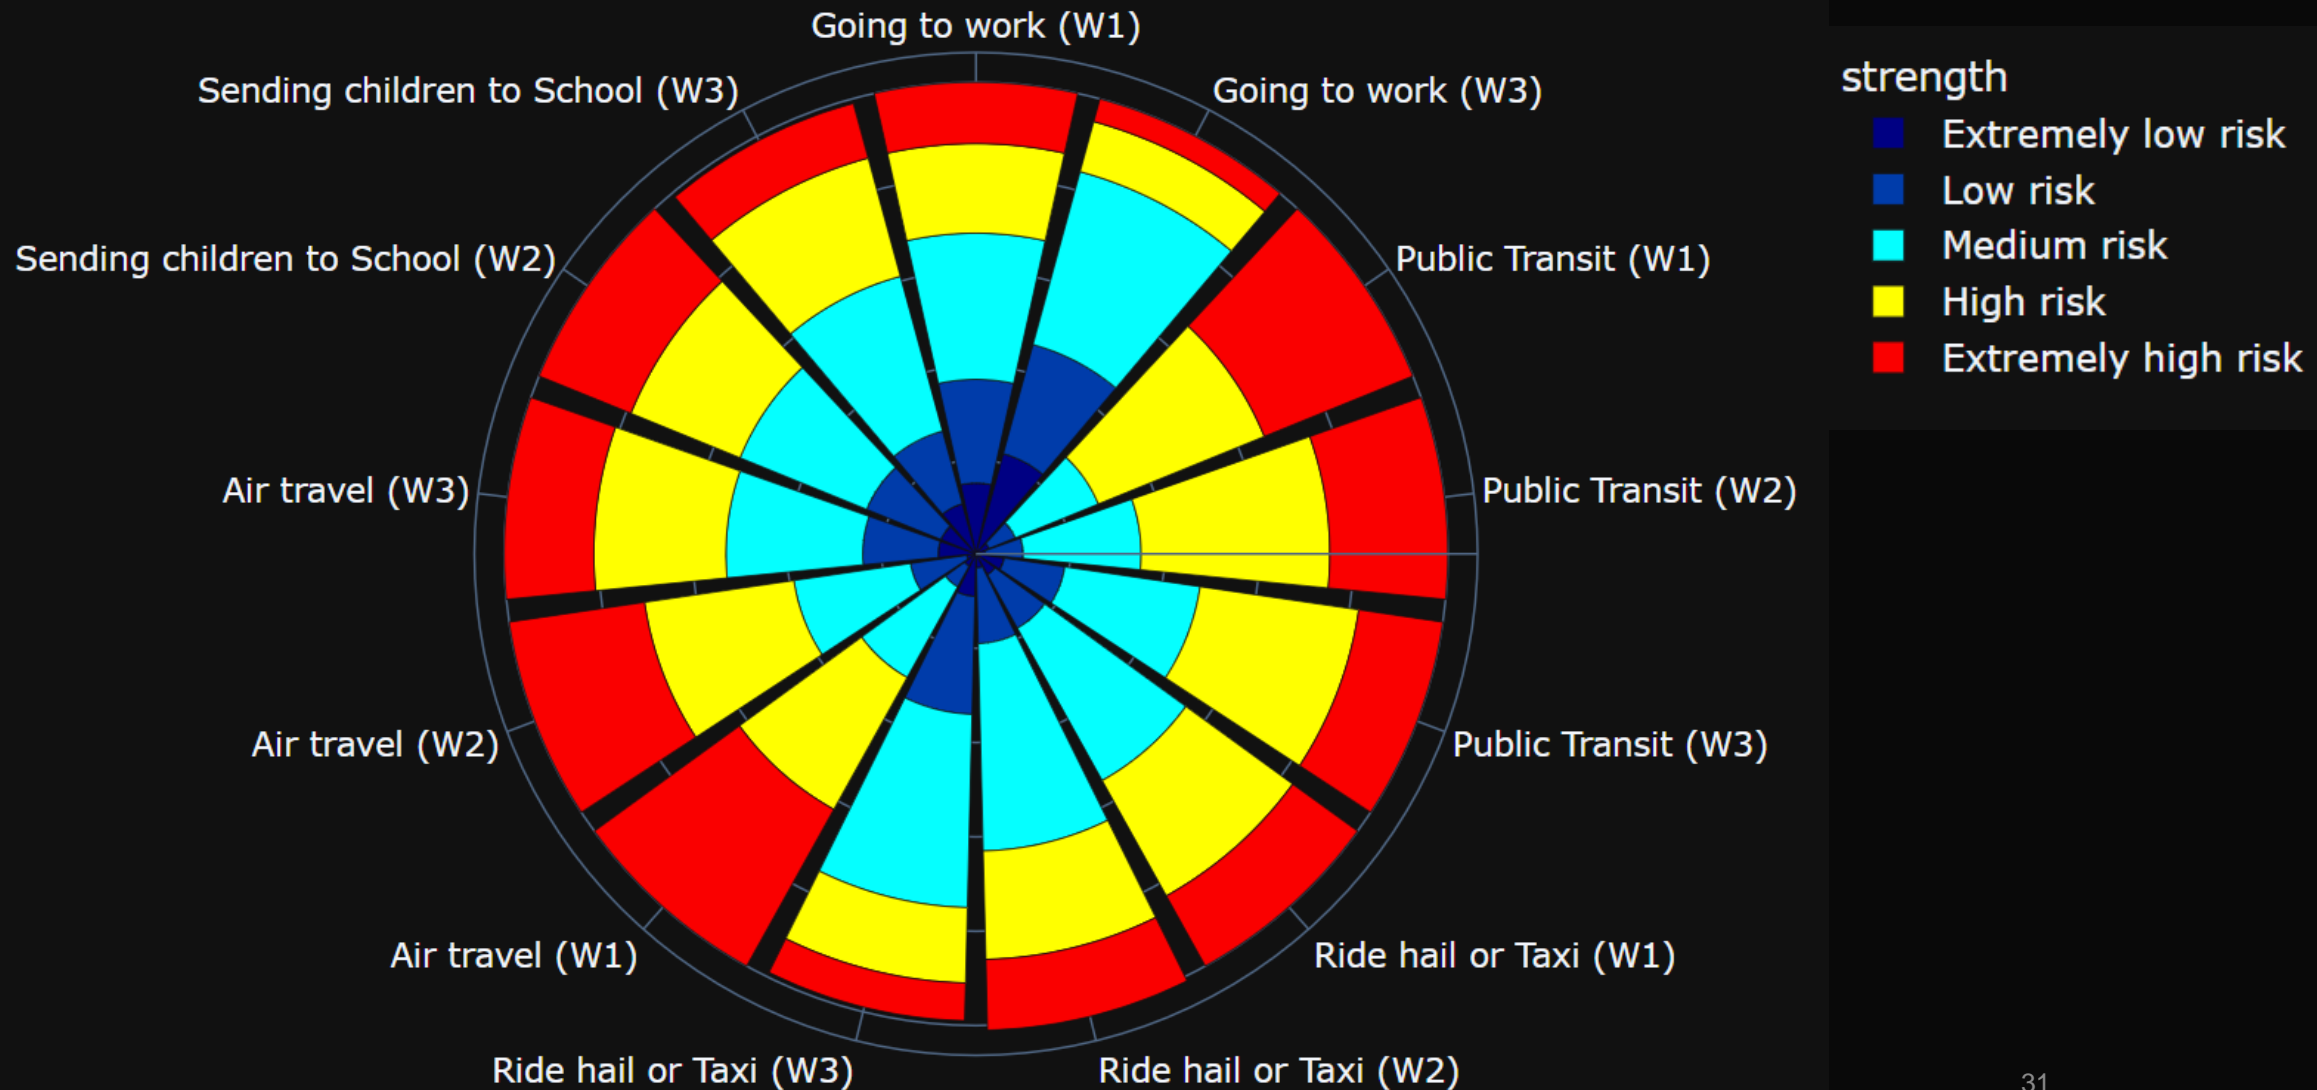 Going to work (W1)
Sending children to School (W3)
Going to work (W3)
Sending children to School (W2)
Public Transit (W1)
Air travel (W3)
Public Transit (W2)
Air travel (W2)
Public Transit (W3)
Air travel (W1)
Ride hail or Taxi (W1)
Ride hail or Taxi (W3)
Ride hail or Taxi (W2)
strength
Extremely low risk
Low risk
Medium risk
High risk
Extremely high risk
31